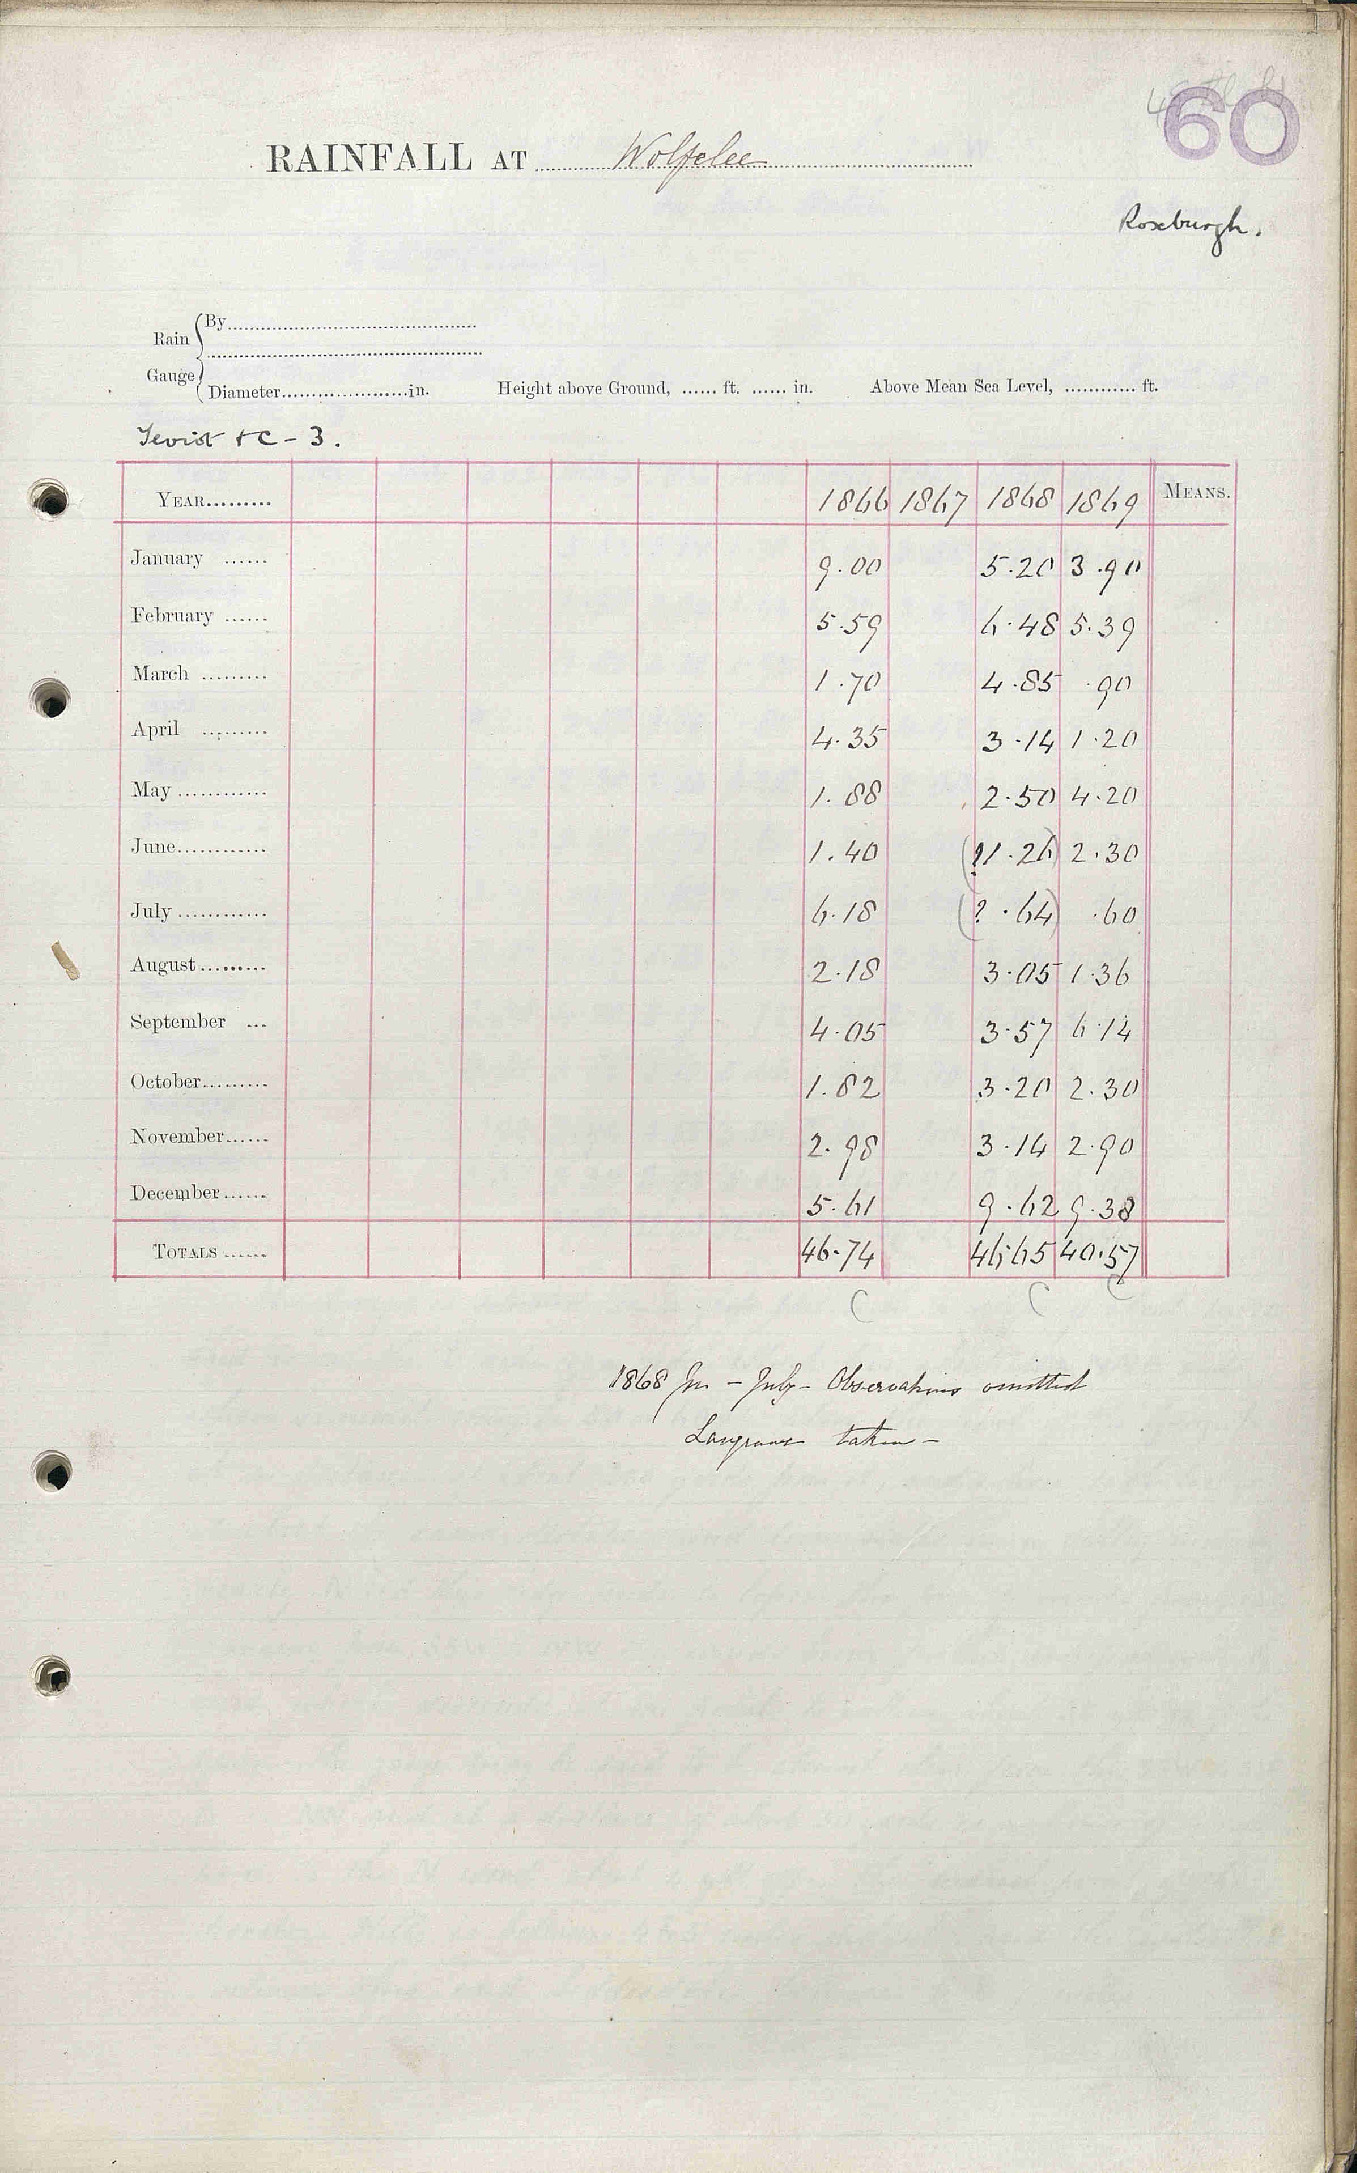 60
RAINFALL AT Wolfelee
Roxburgh.
Rain Gauge
By
Diameter in. Height above Ground, ft. in. Above Mean Sea Level, ft.
Teviot &C - 3.
YEAR 1866 1867 1868 1869 MEANS.
January 9.00 5.20 3.90
February 5.59 6.48 5.39
March 1.70 4.85 .90
April 4.35 3.14 1.20
May 1.88 2.50 4.20
June 1.40 (?1.26) 2.30
July 6.18 (? .64) .60
August 2.18 3.05 1.36
September 4.05 3.57 6.14
October 1.82 3.20 2.30
November 2.98 3.14 2.90
December 5.61 9.62 9.38
TOTALS 46.74 46.65 40.57
1868 Jn - July - Observations omitted
Langraw taken -